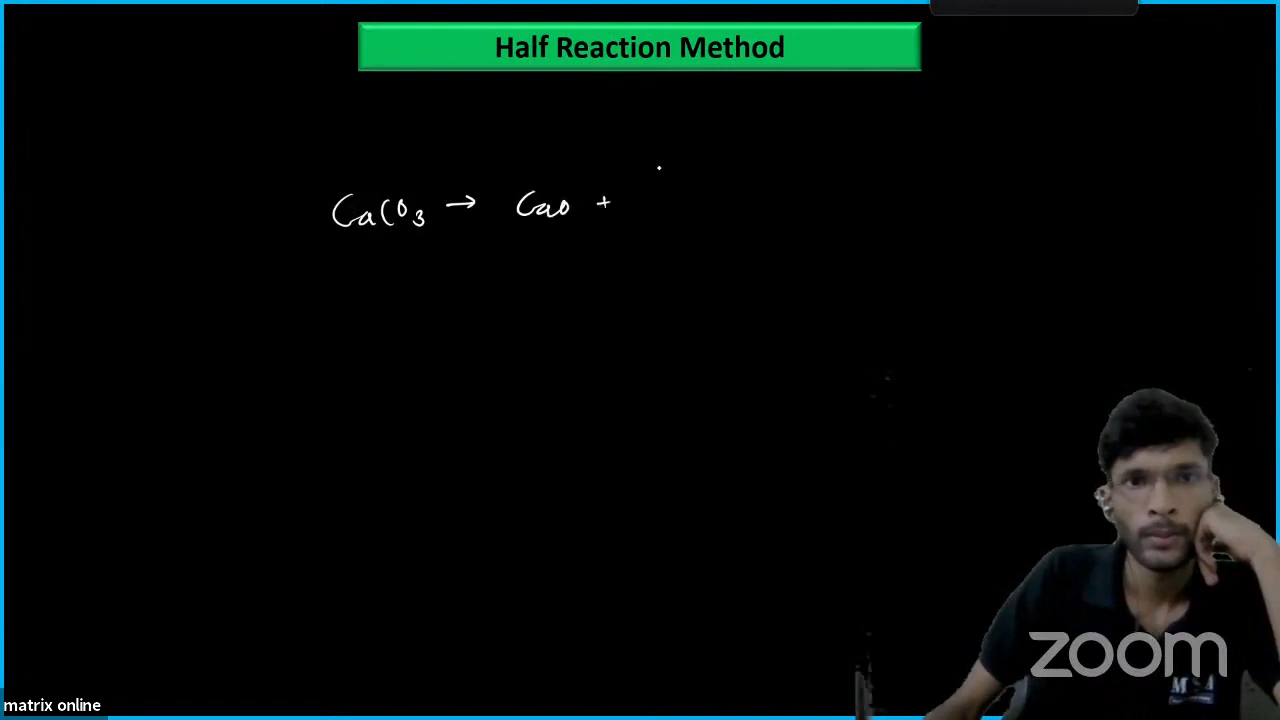 Half Reaction Method
CaCO₃ → CaO +
zoom
matrix online